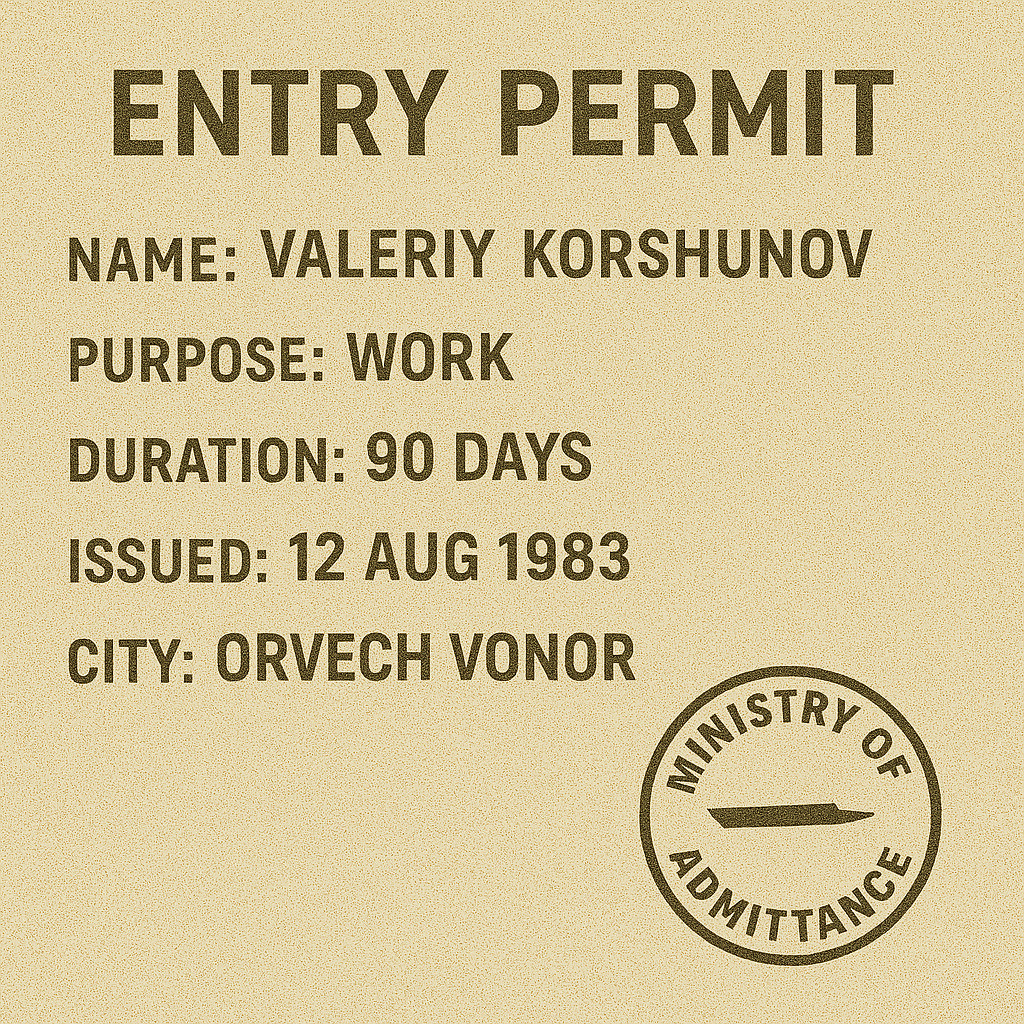 ENTRY PERMIT
NAME: VALERIY KORSHUNOV
PURPOSE: WORK
DURATION: 90 DAYS
ISSUED: 12 AUG 1983
CITY: ORVECH VONOR
MINISTRY OF
ADMITTANCE